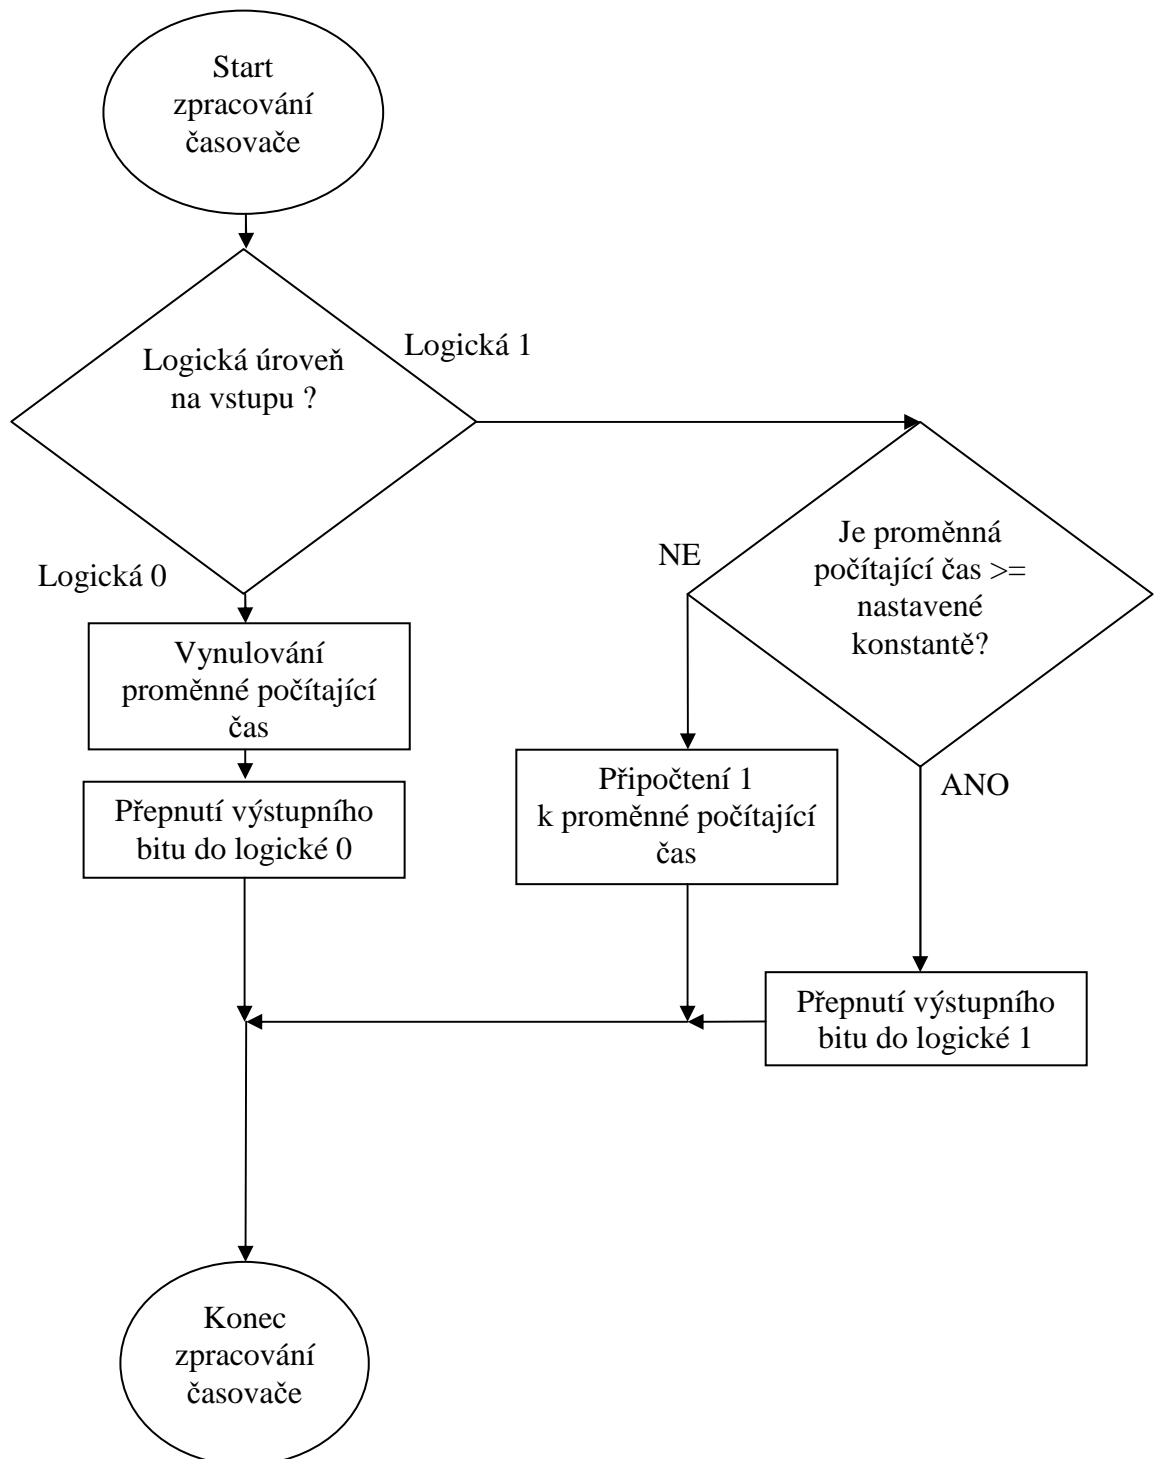 Start
zpracování
časovače
Logická 1
Logická úroveň
na vstupu ?
Je proměnná
počítající čas >=
nastavené
konstantě?
NE
Logická 0
Vynulování
proměnné počítající
čas
Připočtení 1
k proměnné počítající
čas
ANO
Přepnutí výstupního
bitu do logické 0
Přepnutí výstupního
bitu do logické 1
Konec
zpracování
časovače